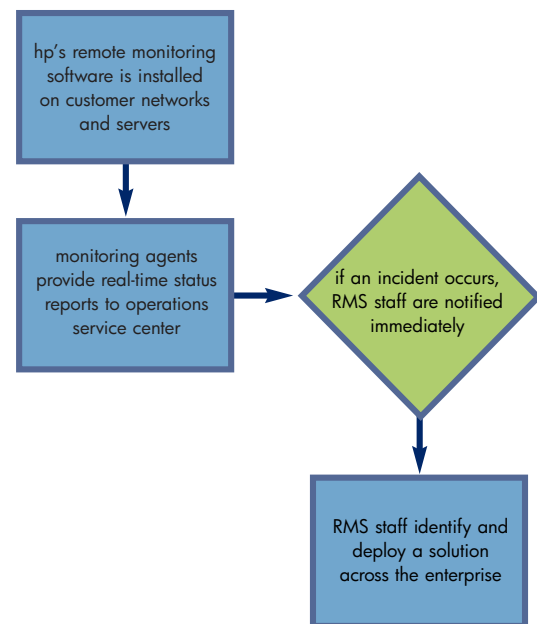 hp's remote monitoring
software is installed
on customer networks
and servers
monitoring agents
provide real-time status
reports to operations
service center
if an incident occurs,
RMS staff are notified
immediately
RMS staff identify and
deploy a solution
across the enterprise